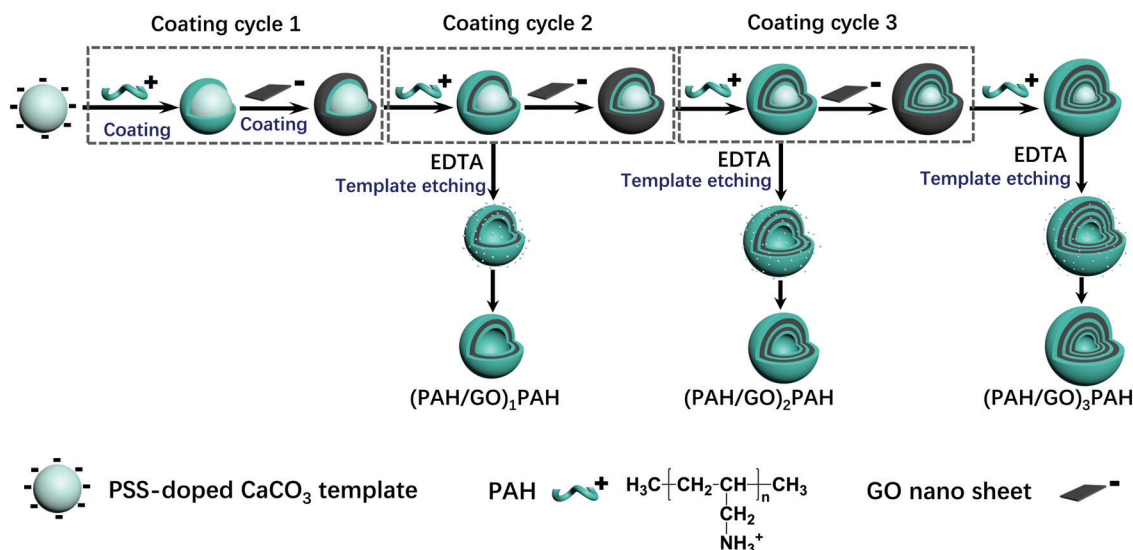 Coating cycle 1 Coating cycle 2 Coating cycle 3
+ - + - + - +
Coating Coating
EDTA EDTA EDTA
Template etching Template etching Template etching
(PAH/GO)₁PAH (PAH/GO)₂PAH (PAH/GO)₃PAH
PSS-doped CaCO₃ template PAH + H₃C-[CH₂-CH]ₙ-CH₃ GO nano sheet -
CH₂
NH₃⁺